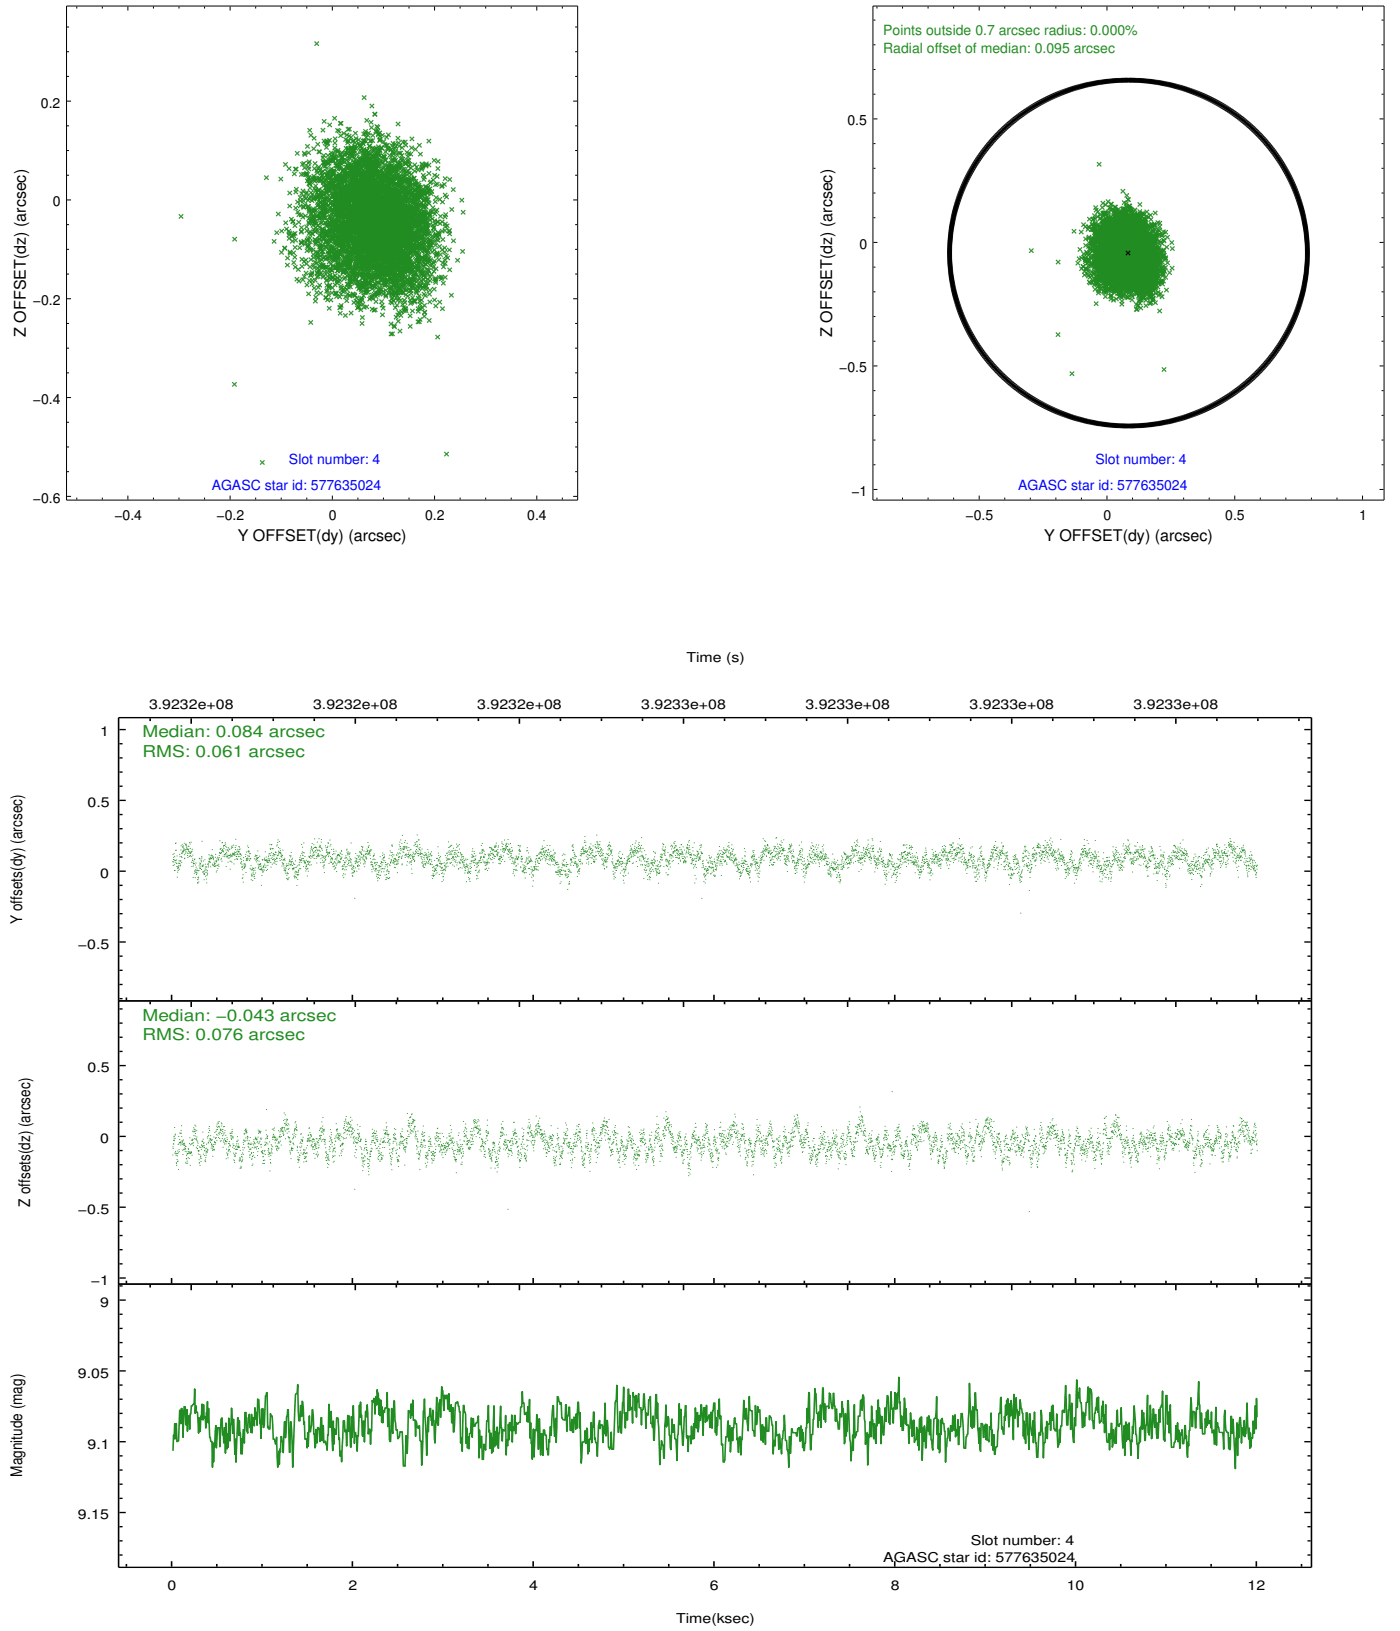 0.2
0
−0.2
−0.4
−0.6
Z OFFSET(dz) (arcsec)
−0.4
−0.2
0
0.2
0.4
Y OFFSET(dy) (arcsec)
Slot number: 4
AGASC star id: 577635024
Points outside 0.7 arcsec radius: 0.000%
Radial offset of median: 0.095 arcsec
0.5
0
−0.5
−1
Z OFFSET(dz) (arcsec)
−0.5
0
0.5
1
Y OFFSET(dy) (arcsec)
Slot number: 4
AGASC star id: 577635024
Time (s)
3.9232e+08
3.9232e+08
3.9232e+08
3.9233e+08
3.9233e+08
3.9233e+08
3.9233e+08
Median: 0.084 arcsec
RMS: 0.061 arcsec
1
0.5
0
−0.5
Y offsets(dy) (arcsec)
Median: −0.043 arcsec
RMS: 0.076 arcsec
0.5
0
−0.5
−1
Z offsets(dz) (arcsec)
9
9.05
9.1
9.15
Magnitude (mag)
Slot number: 4
AGASC star id: 577635024
0
2
4
6
8
10
12
Time(ksec)